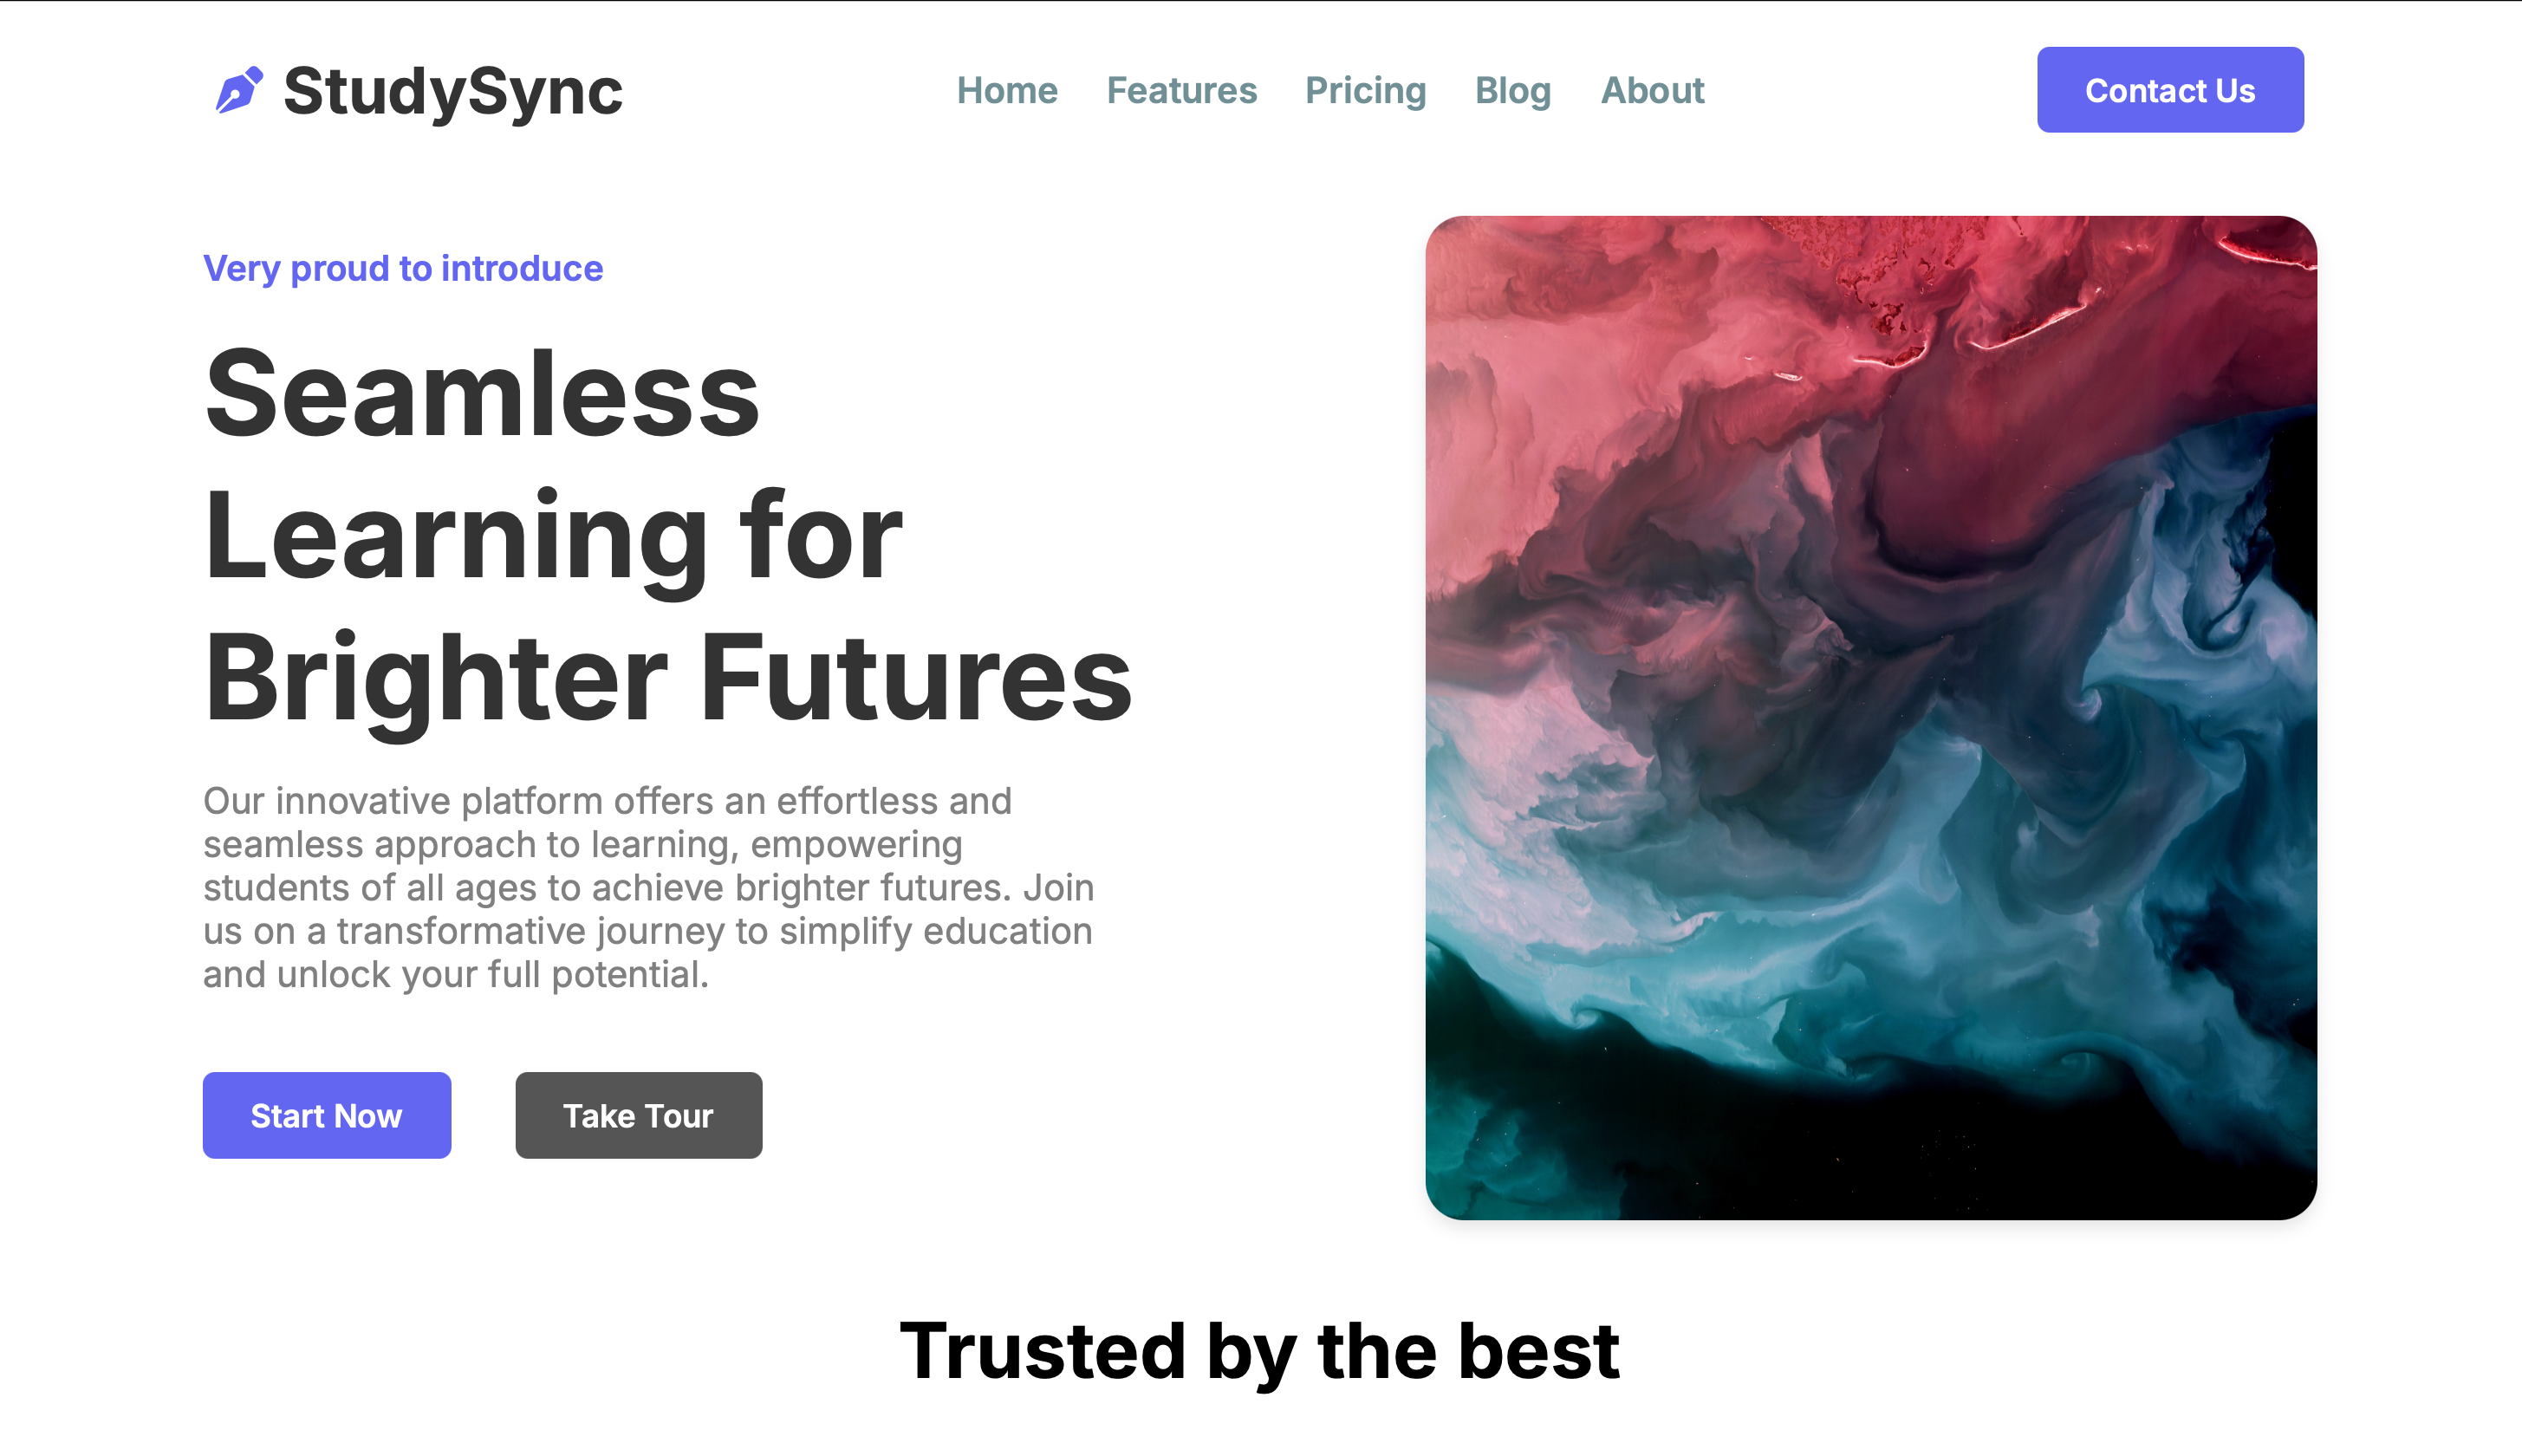 StudySync
Home Features Pricing Blog About
Contact Us
Very proud to introduce
Seamless
Learning for
Brighter Futures
Our innovative platform offers an effortless and
seamless approach to learning, empowering
students of all ages to achieve brighter futures. Join
us on a transformative journey to simplify education
and unlock your full potential.
Start Now
Take Tour
Trusted by the best